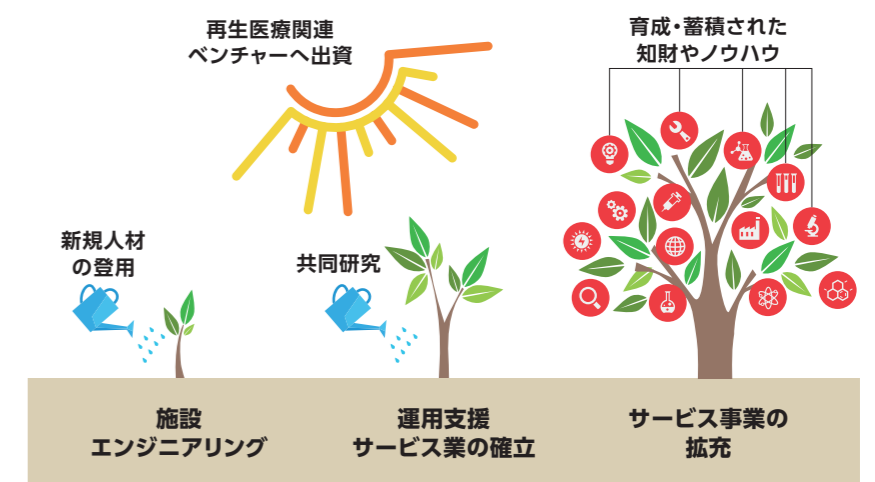 再生医療関連
ベンチャーへ出資
育成・蓄積された
知財やノウハウ
新規人材
の登用
共同研究
施設
エンジニアリング
運用支援
サービス業の確立
サービス事業の
拡充